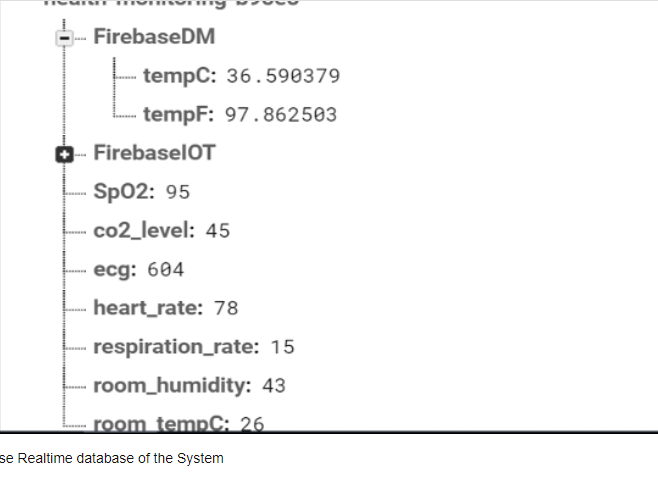 FirebaseDM
tempC: 36.590379
tempF: 97.862503
FirebaseIOT
SpO2: 95
co2_level: 45
ecg: 604
heart_rate: 78
respiration_rate: 15
room_humidity: 43
room_tempC: 26
se Realtime database of the System